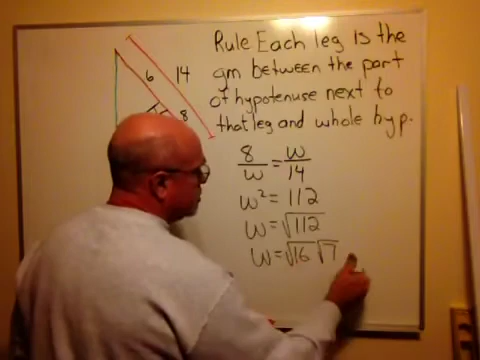 Rule Each leg is the
gm between the part
of hypotenuse next to
that leg and whole hyp.
6
14
8
8/w = w/14
w² = 112
w = √112
w = √16 √7